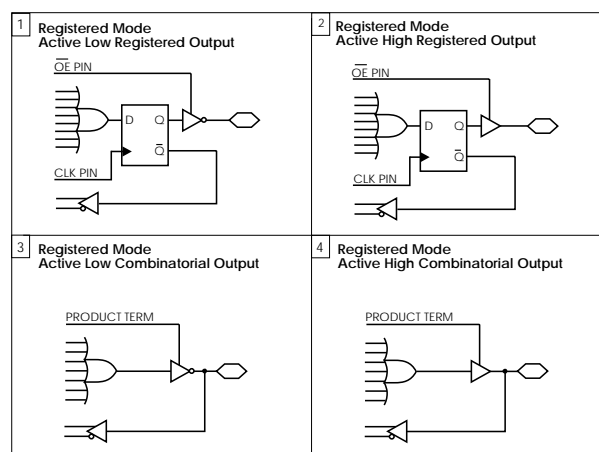 1 Registered Mode
Active Low Registered Output
OE PIN
D Q
Q
CLK PIN
2 Registered Mode
Active High Registered Output
OE PIN
D Q
Q
CLK PIN
3 Registered Mode
Active Low Combinatorial Output
PRODUCT TERM
4 Registered Mode
Active High Combinatorial Output
PRODUCT TERM